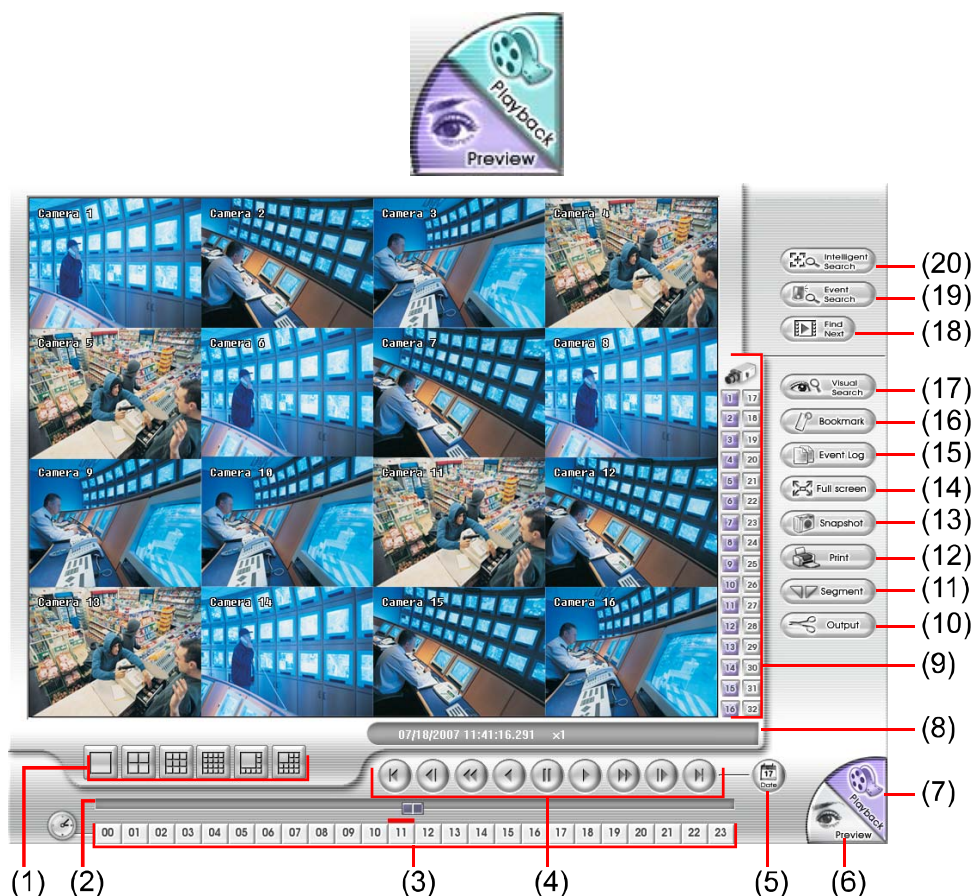 Playback
Preview
Camera 1
Camera 2
Camera 3
Camera 4
Camera 5
Camera 6
Camera 7
Camera 8
Camera 9
Camera 10
Camera 11
Camera 12
Camera 13
Camera 14
Camera 15
Camera 16
Intelligent
Search
(20)
Event
Search
(19)
Find
Next
(18)
Visual
Search
(17)
Bookmark
(16)
Event Log
(15)
Full screen
(14)
Snapshot
(13)
Print
(12)
Segment
(11)
Output
(10)
1 17
2 18
3 19
4 20
5 21
6 22
7 23
8 24
9 25
10 26
11 27
12 28
13 29
14 30
15 31
16 32
(9)
07/18/2007 11:41:16.291 ×1
(8)
17
Date
Playback
Preview
(7)
00 01 02 03 04 05 06 07 08 09 10 11 12 13 14 15 16 17 18 19 20 21 22 23
(1) (2) (3) (4) (5) (6)